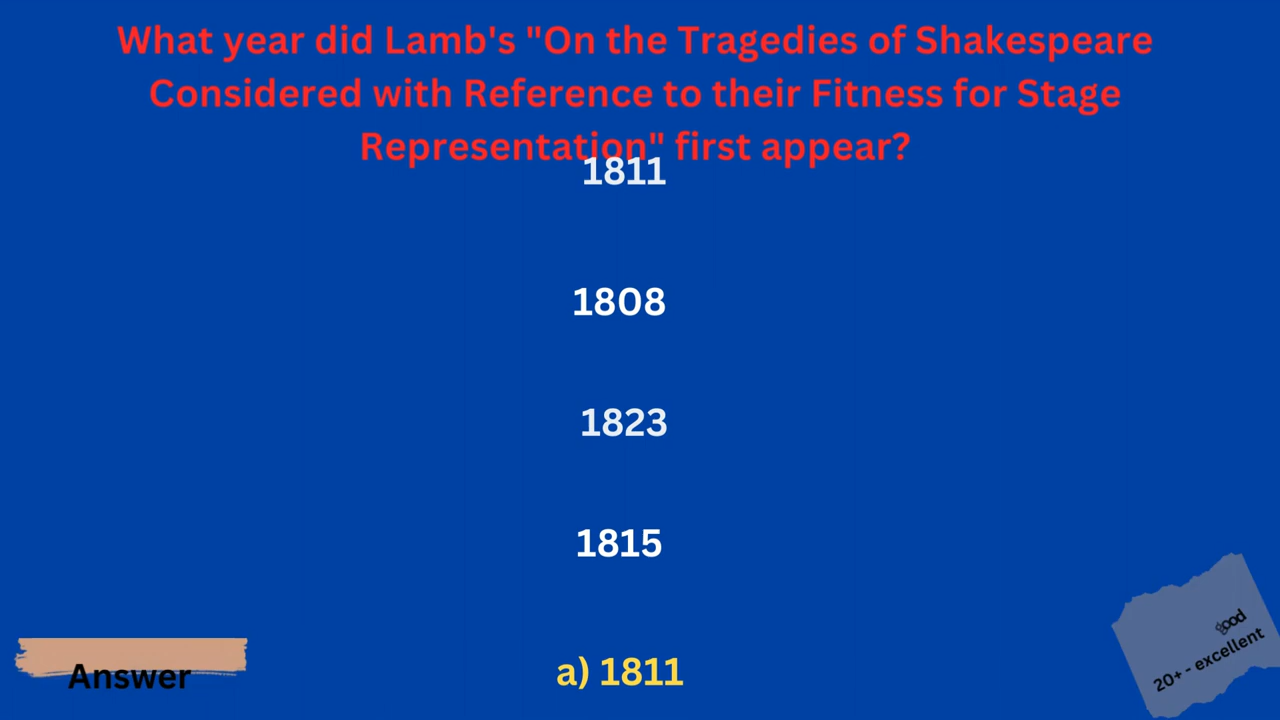 What year did Lamb's "On the Tragedies of Shakespeare
Considered with Reference to their Fitness for Stage
Representation" first appear?
1811
1808
1823
1815
a) 1811
Answer
good
20+ - excellent